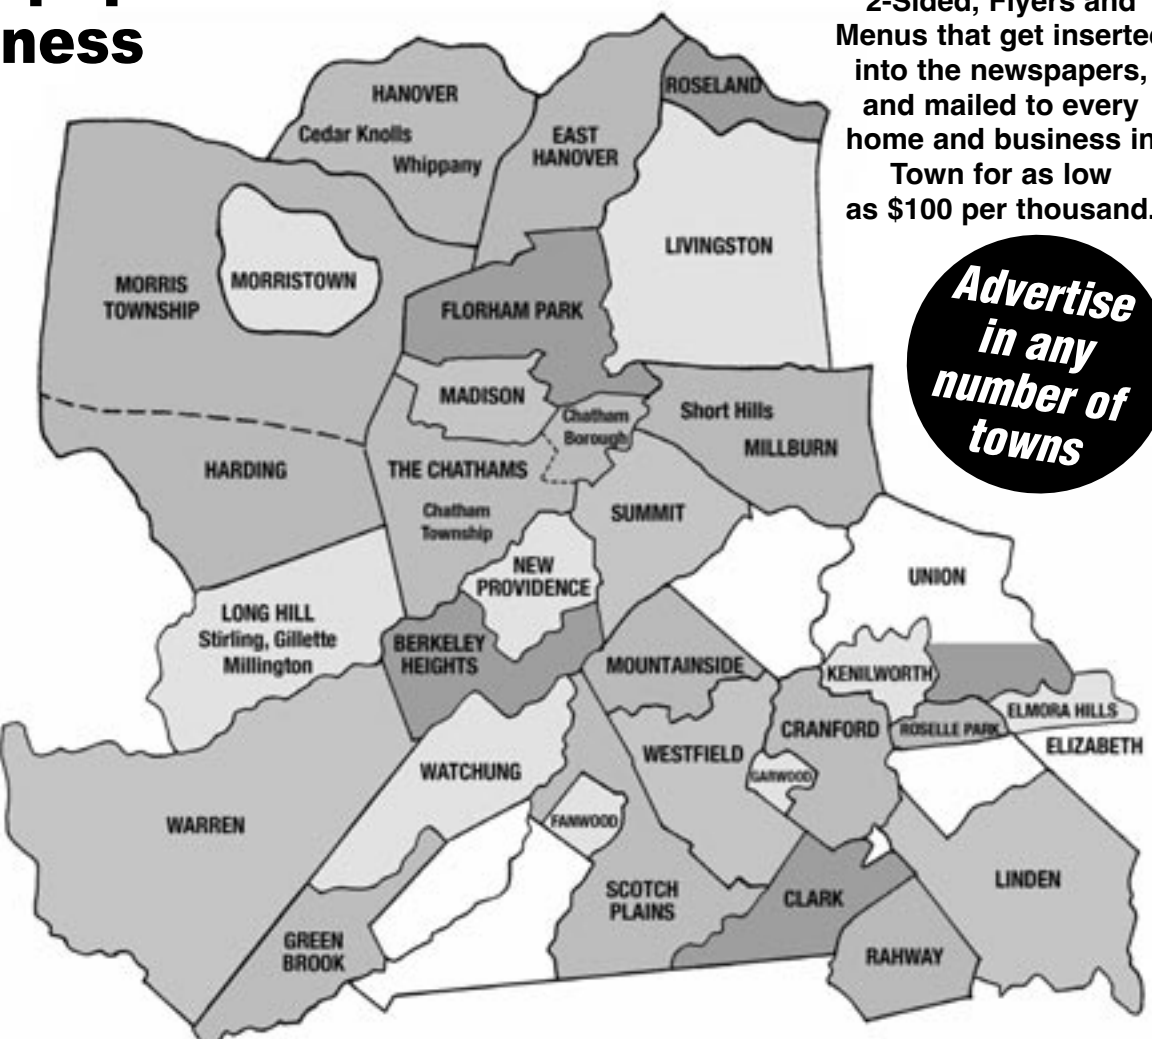 ness
2-Sided, Flyers and
Menus that get inserted
into the newspapers,
and mailed to every
home and business in
Town for as low
as $100 per thousand.
Advertise
in any
number of
towns
ROSELAND
HANOVER
Cedar Knolls
Whippany
EAST
HANOVER
LIVINGSTON
MORRIS
TOWNSHIP
MORRISTOWN
FLORHAM PARK
MADISON
Chatham
Borough
Short Hills
MILLBURN
HARDING
THE CHATHAMS
Chatham
Township
SUMMIT
NEW
PROVIDENCE
UNION
LONG HILL
Stirling, Gillette
Millington
BERKELEY
HEIGHTS
MOUNTAINSIDE
KENILWORTH
ELMORA HILLS
CRANFORD
ROSELLE PARK
ELIZABETH
WESTFIELD
WATCHUNG
GARWOOD
WARREN
FANWOOD
SCOTCH
PLAINS
CLARK
LINDEN
GREEN
BROOK
RAHWAY